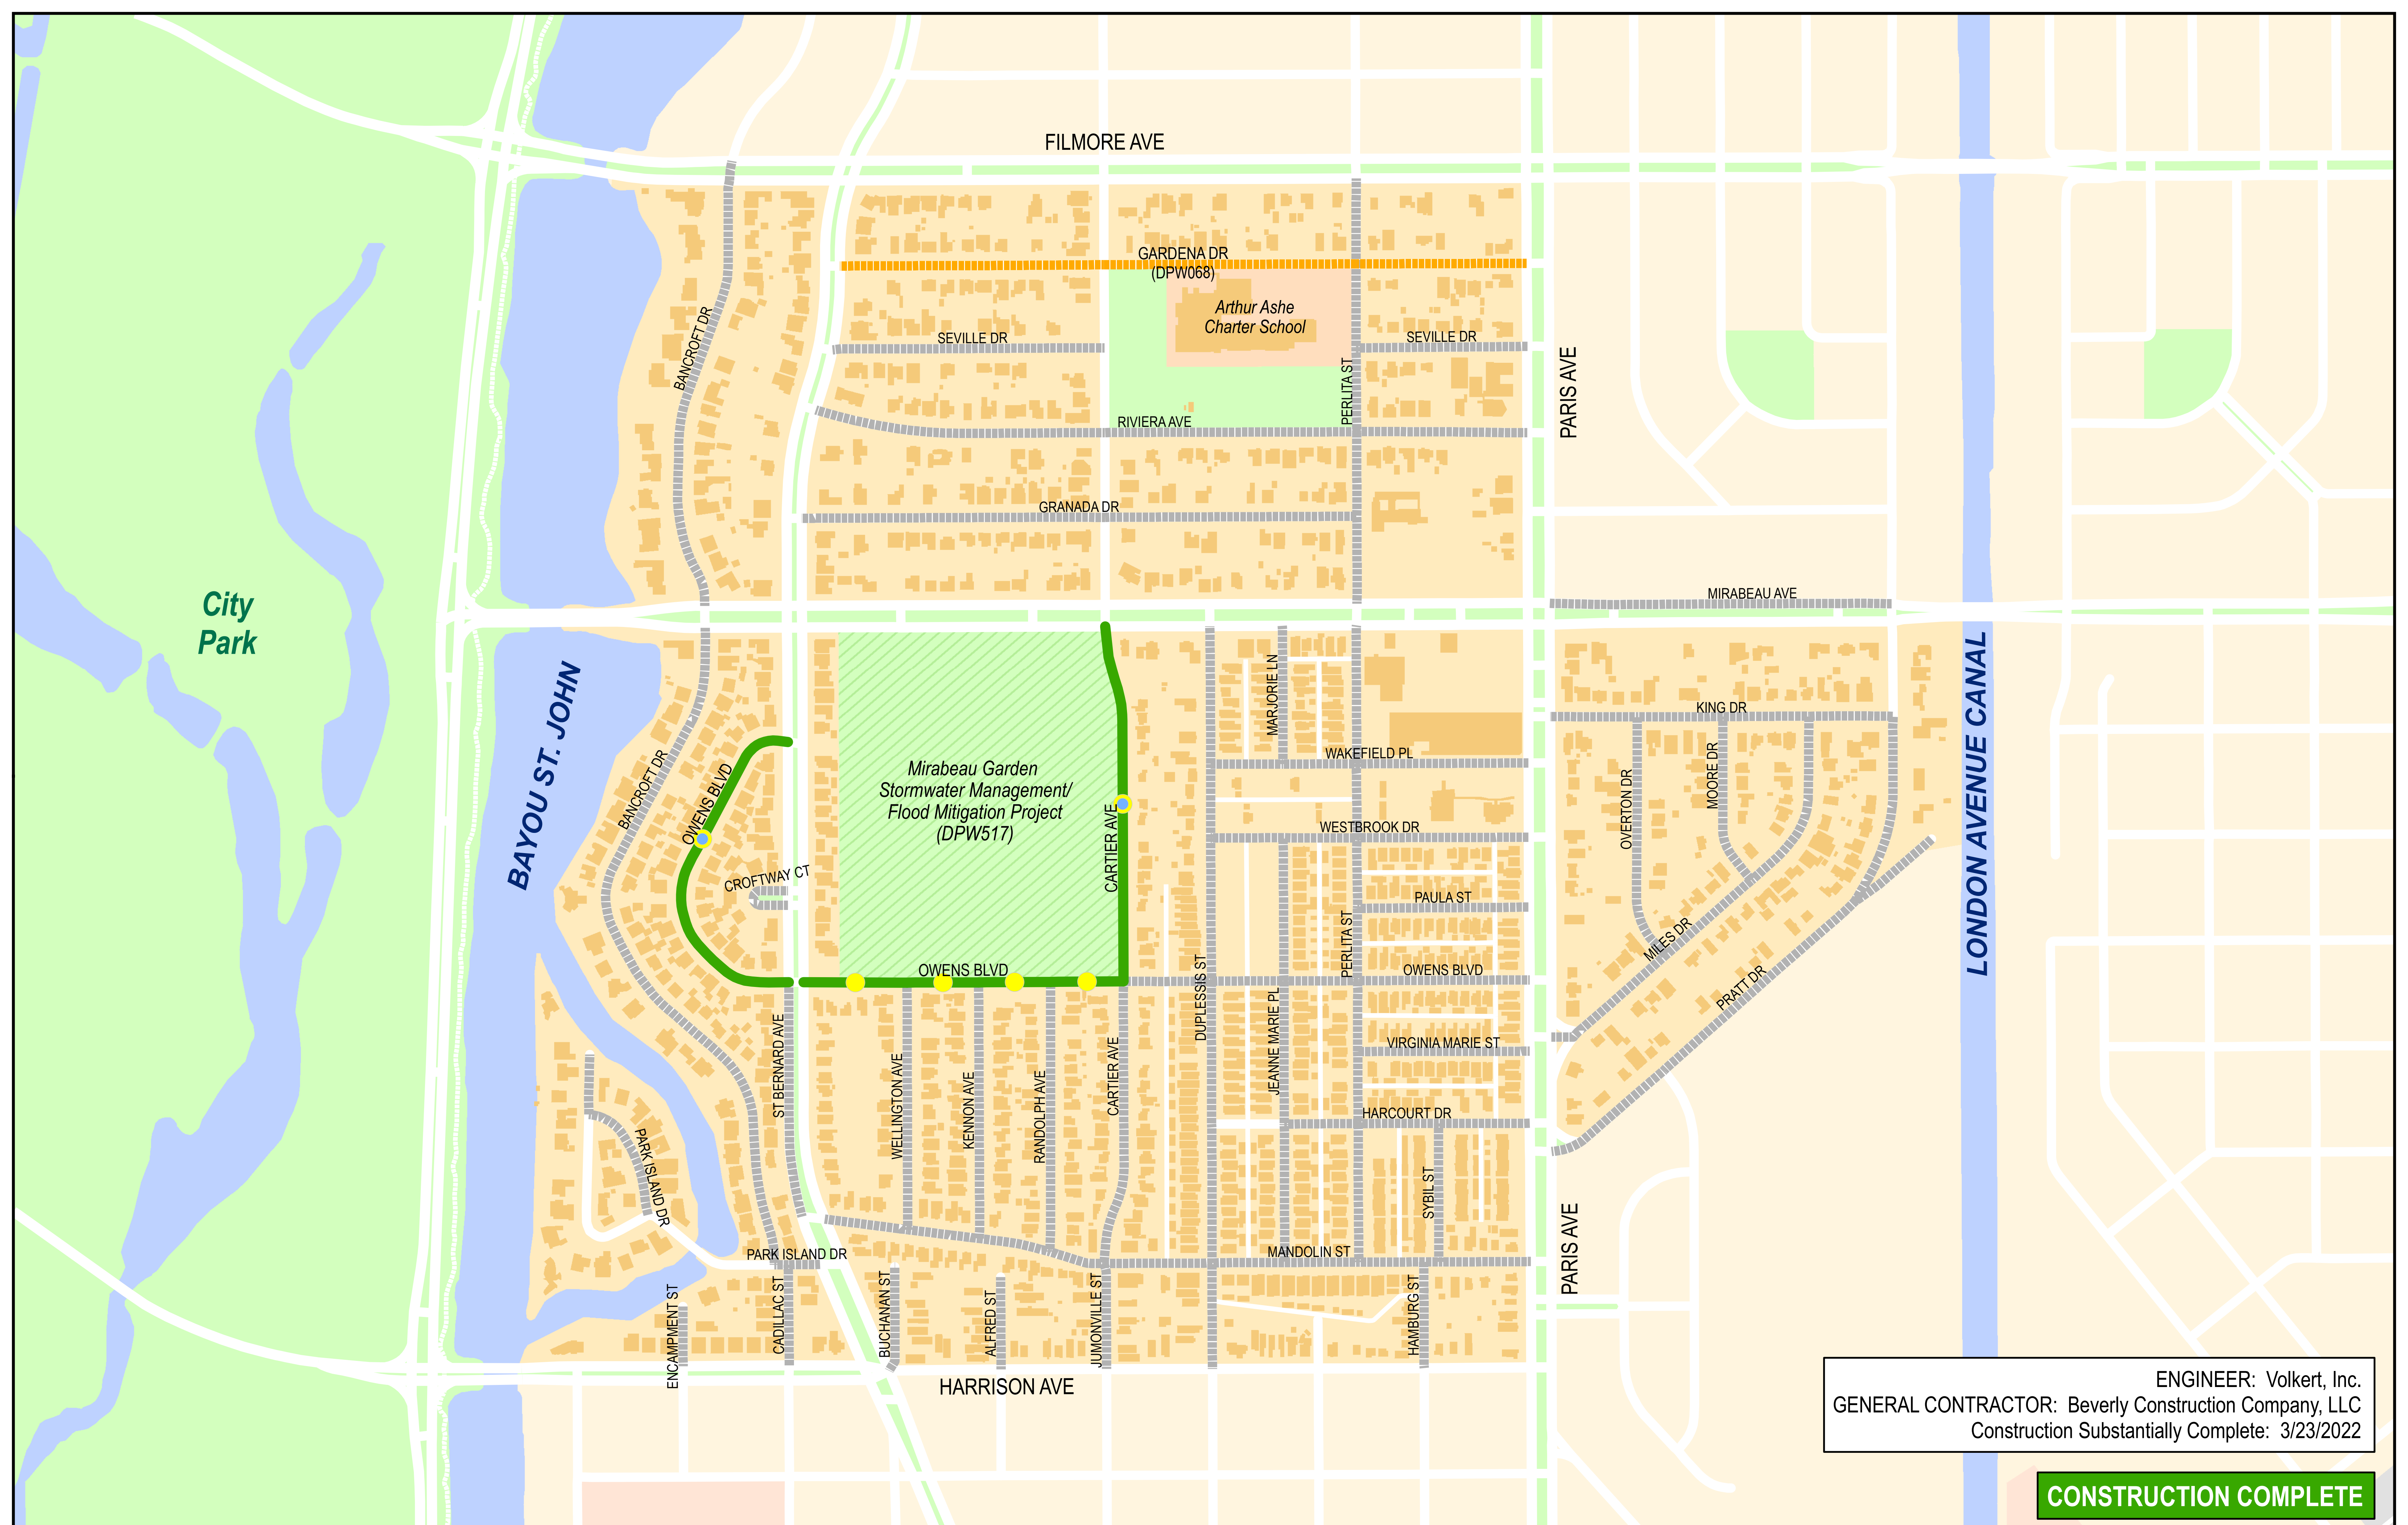 FILMORE AVE
GARDENA DR
(DPW068)
Arthur Ashe
Charter School
BANCROFT DR
SEVILLE DR
SEVILLE DR
PERLITA ST
PARIS AVE
RIVIERA AVE
GRANADA DR
City
Park
MIRABEAU AVE
BAYOU ST. JOHN
LONDON AVENUE CANAL
MARJORIE LN
KING DR
WAKEFIELD PL
BANCROFT DR
OWENS BLVD
Mirabeau Garden
Stormwater Management/
Flood Mitigation Project
(DPW517)
CARTIER AVE
OVERTON DR
MOORE DR
WESTBROOK DR
CROFTWAY CT
PAULA ST
PERLITA ST
MILES DR
OWENS BLVD
OWENS BLVD
PRATT DR
DUPLESSIS ST
JEANNE MARIE PL
VIRGINIA MARIE ST
ST BERNARD AVE
WELLINGTON AVE
KENNON AVE
RANDOLPH AVE
CARTIER AVE
HARCOURT DR
PARK ISLAND DR
SYBIL ST
PARIS AVE
PARK ISLAND DR
MANDOLIN ST
ENCAMPMENT ST
CADILLAC ST
BUCHANAN ST
ALFRED ST
JUMONVILLE ST
HAMBURG ST
HARRISON AVE
ENGINEER: Volkert, Inc.
GENERAL CONTRACTOR: Beverly Construction Company, LLC
Construction Substantially Complete: 3/23/2022
CONSTRUCTION COMPLETE